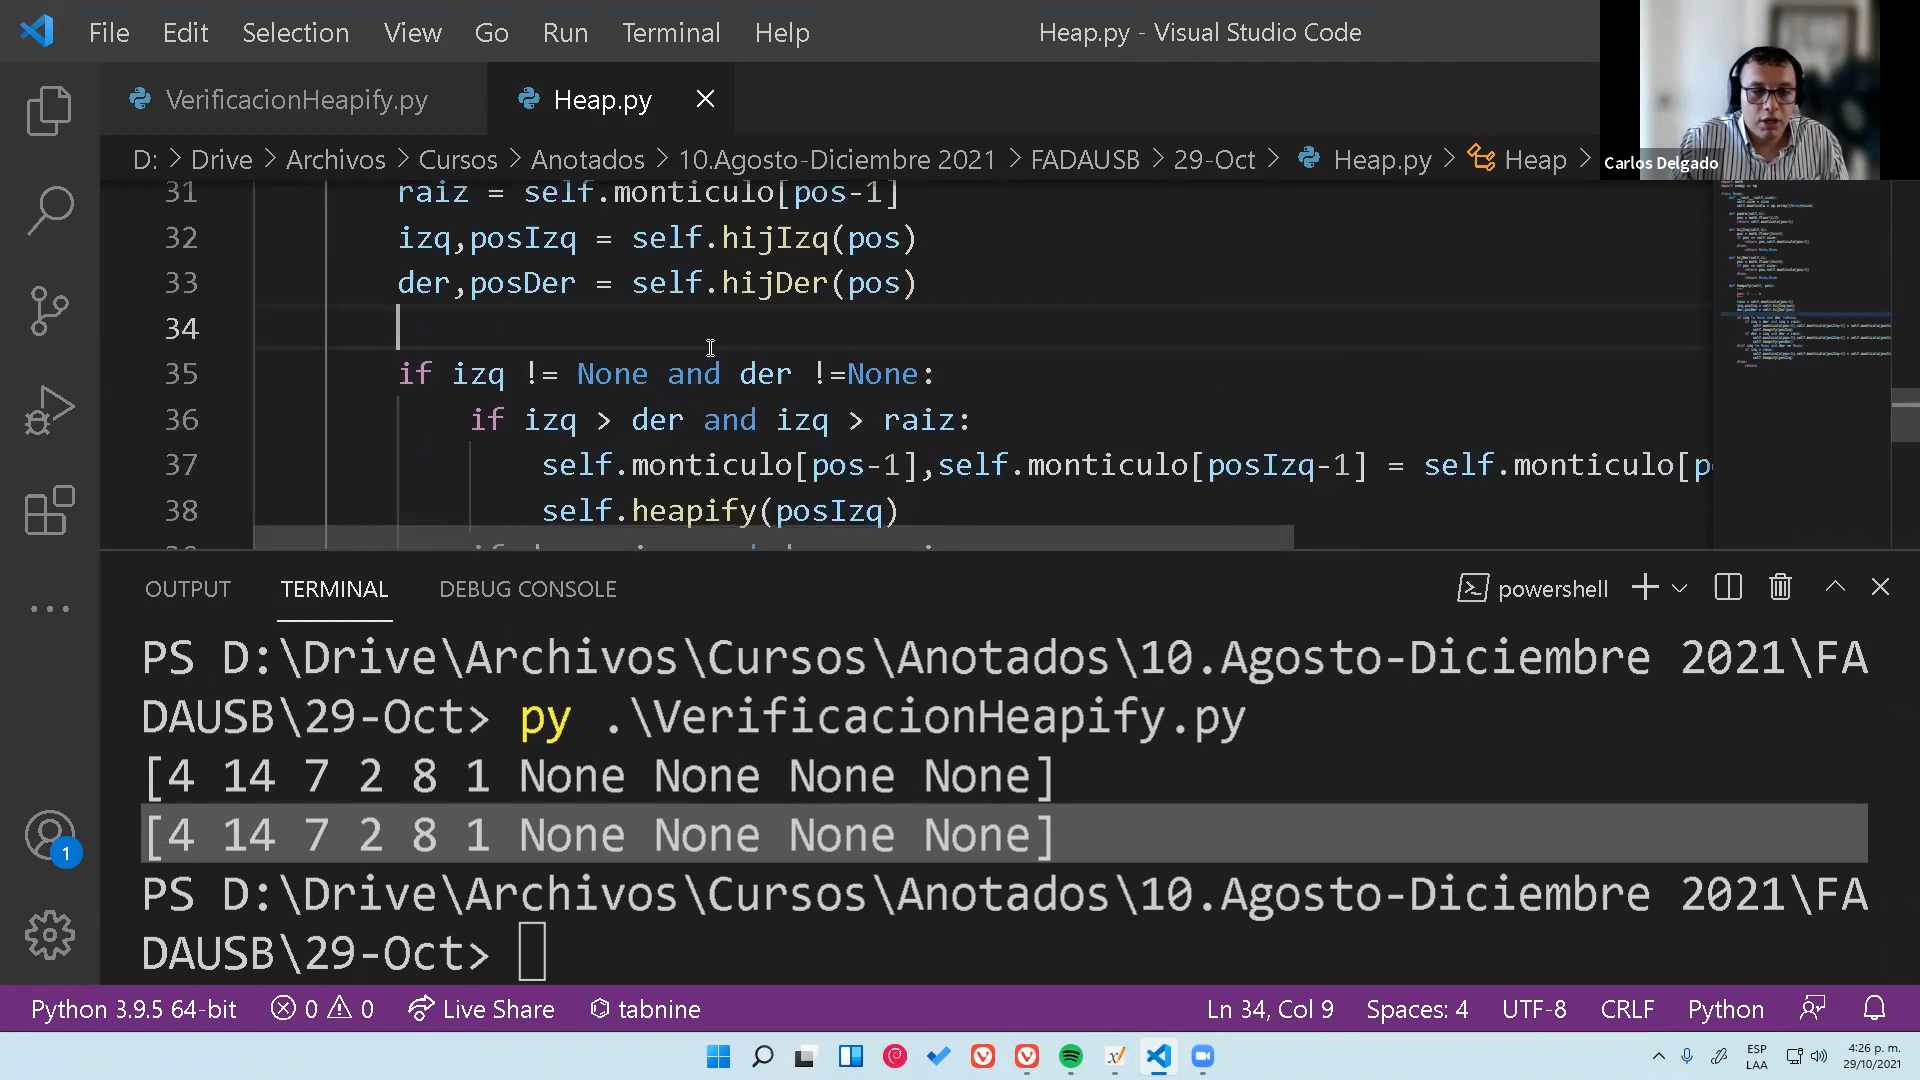 File Edit Selection View Go Run Terminal Help
Heap.py - Visual Studio Code
VerificacionHeapify.py
Heap.py
D: > Drive > Archivos > Cursos > Anotados > 10.Agosto-Diciembre 2021 > FADAUSB > 29-Oct > Heap.py > Heap >
Carlos Delgado
31 raiz = self.monticulo[pos-1]
32 izq,posIzq = self.hijIzq(pos)
33 der,posDer = self.hijDer(pos)
34
35 if izq != None and der !=None:
36 if izq > der and izq > raiz:
37 self.monticulo[pos-1],self.monticulo[posIzq-1] = self.monticulo[p
38 self.heapify(posIzq)
OUTPUT TERMINAL DEBUG CONSOLE
powershell
PS D:\Drive\Archivos\Cursos\Anotados\10.Agosto-Diciembre 2021\FA
DAUSB\29-Oct> py .\VerificacionHeapify.py
[4 14 7 2 8 1 None None None None]
[4 14 7 2 8 1 None None None None]
PS D:\Drive\Archivos\Cursos\Anotados\10.Agosto-Diciembre 2021\FA
DAUSB\29-Oct>
1
Python 3.9.5 64-bit 0 0 Live Share tabnine Ln 34, Col 9 Spaces: 4 UTF-8 CRLF Python
ESP
LAA
4:26 p. m.
29/10/2021